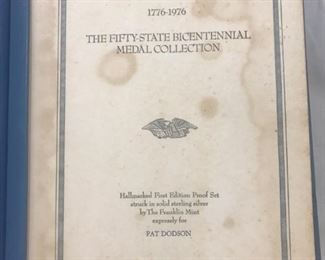 1776-1976
THE FIFTY-STATE BICENTENNIAL
MEDAL COLLECTION
Hallmarked First Edition Proof Set
struck in solid sterling silver
by The Franklin Mint
expressly for
PAT DODSON